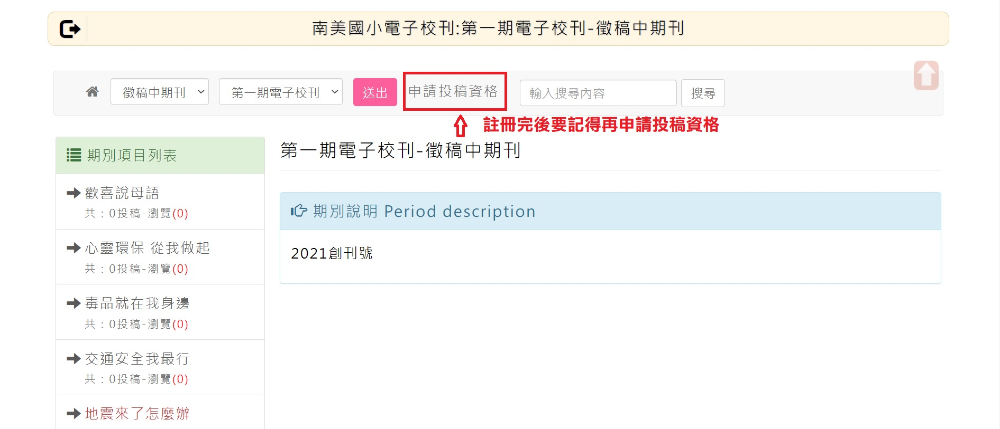 南美國小電子校刊:第一期電子校刊-徵稿中期刊
徵稿中期刊 第一期電子校刊 送出 申請投稿資格 輸入搜尋內容 搜尋
註冊完後要記得再申請投稿資格
期別項目列表
歡喜說母語
共：0投稿-瀏覽(0)
心靈環保 從我做起
共：0投稿-瀏覽(0)
毒品就在我身邊
共：0投稿-瀏覽(0)
交通安全我最行
共：0投稿-瀏覽(0)
地震來了怎麼辦
第一期電子校刊-徵稿中期刊
期別說明 Period description
2021創刊號